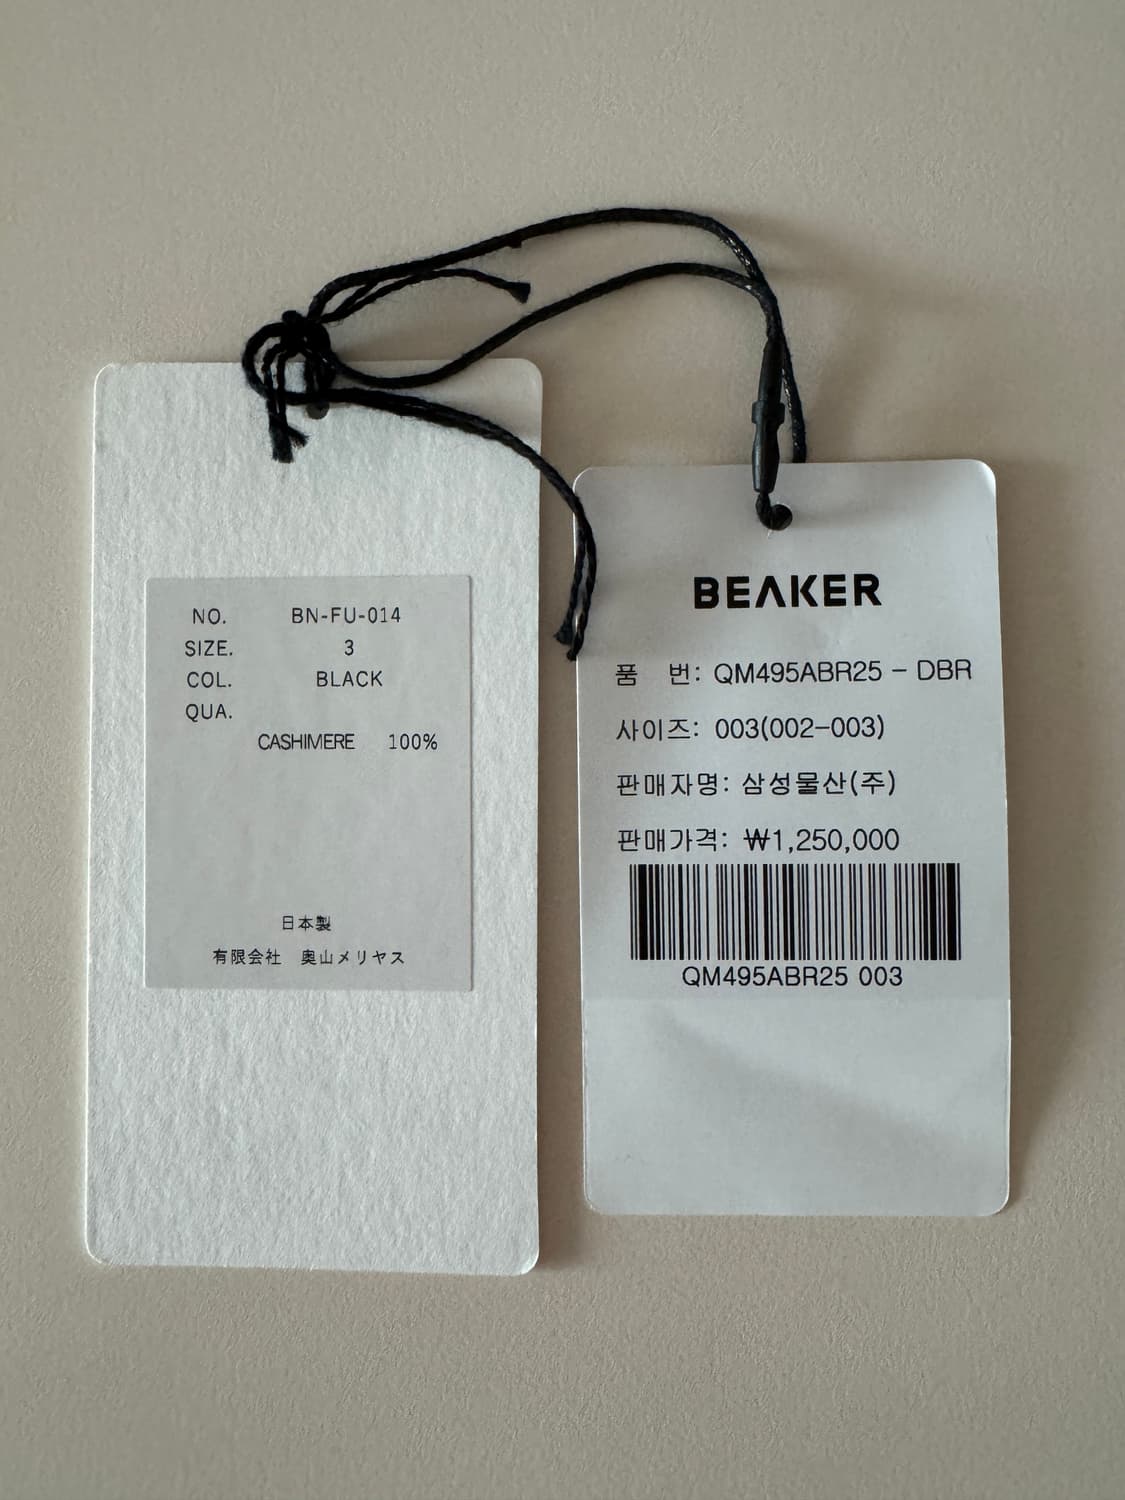 NO. BN-FU-014
SIZE. 3
COL. BLACK
QUA.
CASHIMERE 100%
日本製
有限会社 奥山メリヤス
BEAKER
품 번: QM495ABR25 - DBR
사이즈: 003(002-003)
판매자명: 삼성물산(주)
판매가격: ₩1,250,000
QM495ABR25 003